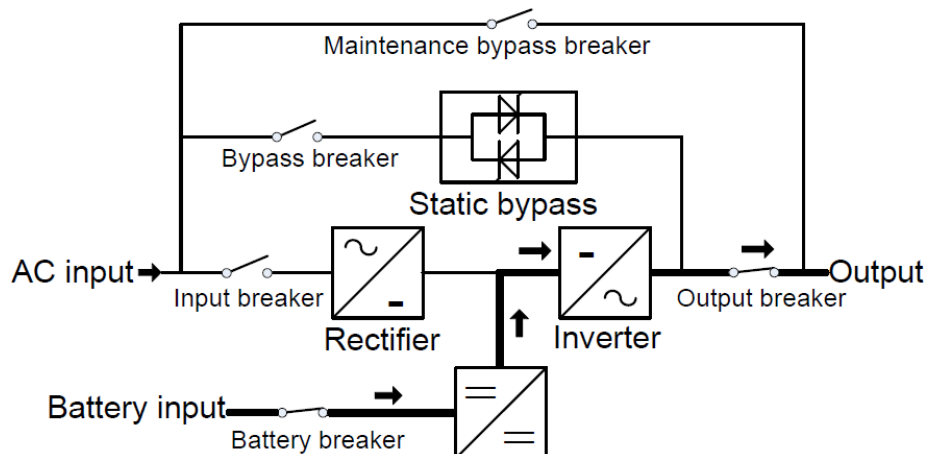 Maintenance bypass breaker
Bypass breaker
Static bypass
AC input
Input breaker
Rectifier
Inverter
Output breaker
Output
Battery input
Battery breaker